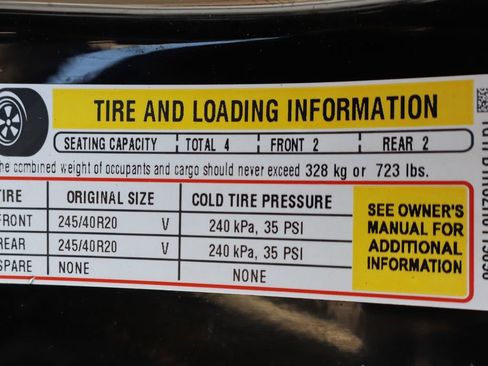 TIRE AND LOADING INFORMATION
SEATING CAPACITY TOTAL 4 FRONT 2 REAR 2
he combined weight of occupants and cargo should never exceed 328 kg or 723 lbs.
TIRE ORIGINAL SIZE COLD TIRE PRESSURE
FRONT 245/40R20 V 240 kPa, 35 PSI
REAR 245/40R20 V 240 kPa, 35 PSI
SPARE NONE NONE
SEE OWNER'S
MANUAL FOR
ADDITIONAL
INFORMATION